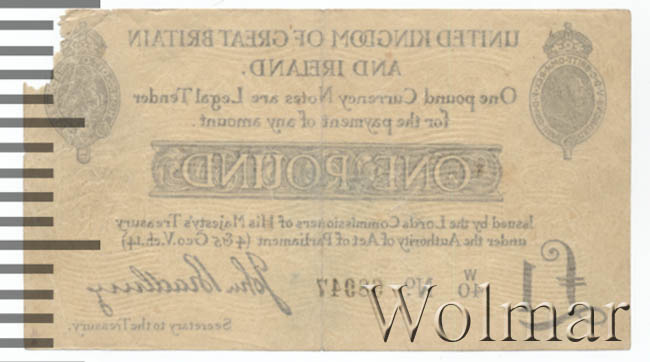 UNITED KINGDOM OF GREAT BRITAIN
AND IRELAND.
One pound Currency Notes are Legal Tender
for the payment of any amount.
ONE POUND
Issued by the Lords Commissioners of His Majesty's Treasury
under the Authority of Act of Parliament (4 & 5 Geo. V. ch. 14)
£1
W
40 No.
John Bradbury
Secretary to the Treasury.
Wolmar